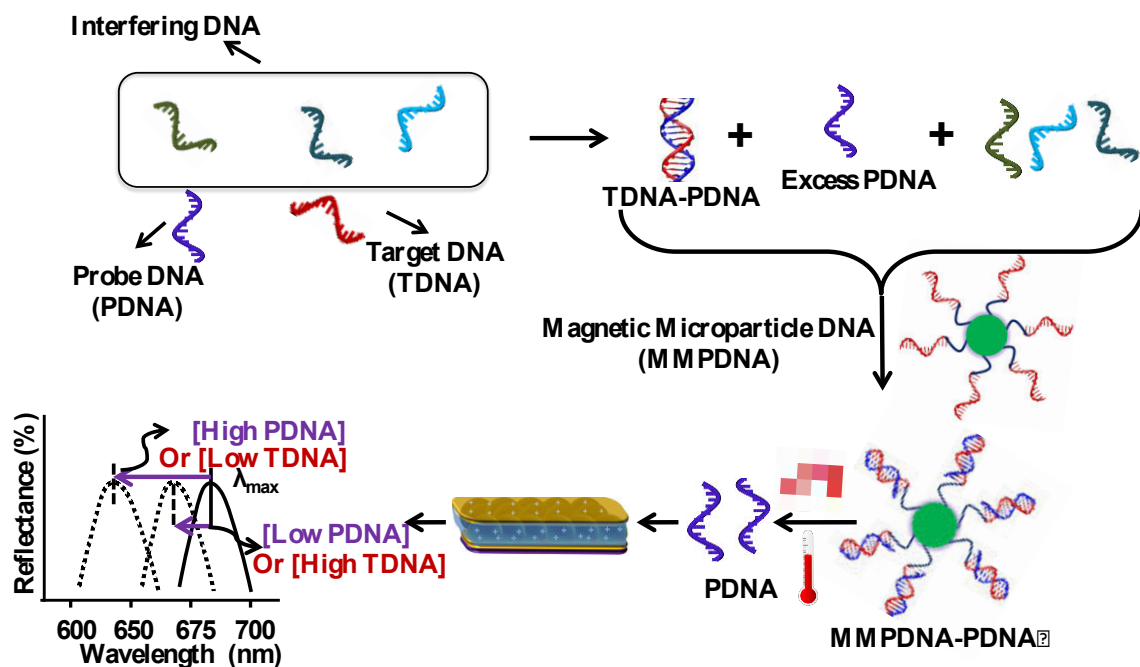 Interfering DNA
TDNA-PDNA
+
Excess PDNA
+
Probe DNA
(PDNA)
Target DNA
(TDNA)
Magnetic Microparticle DNA
(MMPDNA)
Reflectance (%)
[High PDNA]
Or [Low TDNA]
λmax
[Low PDNA]
Or [High TDNA]
600 650 675 700
Wavelength (nm)
PDNA
MMPDNA-PDNA